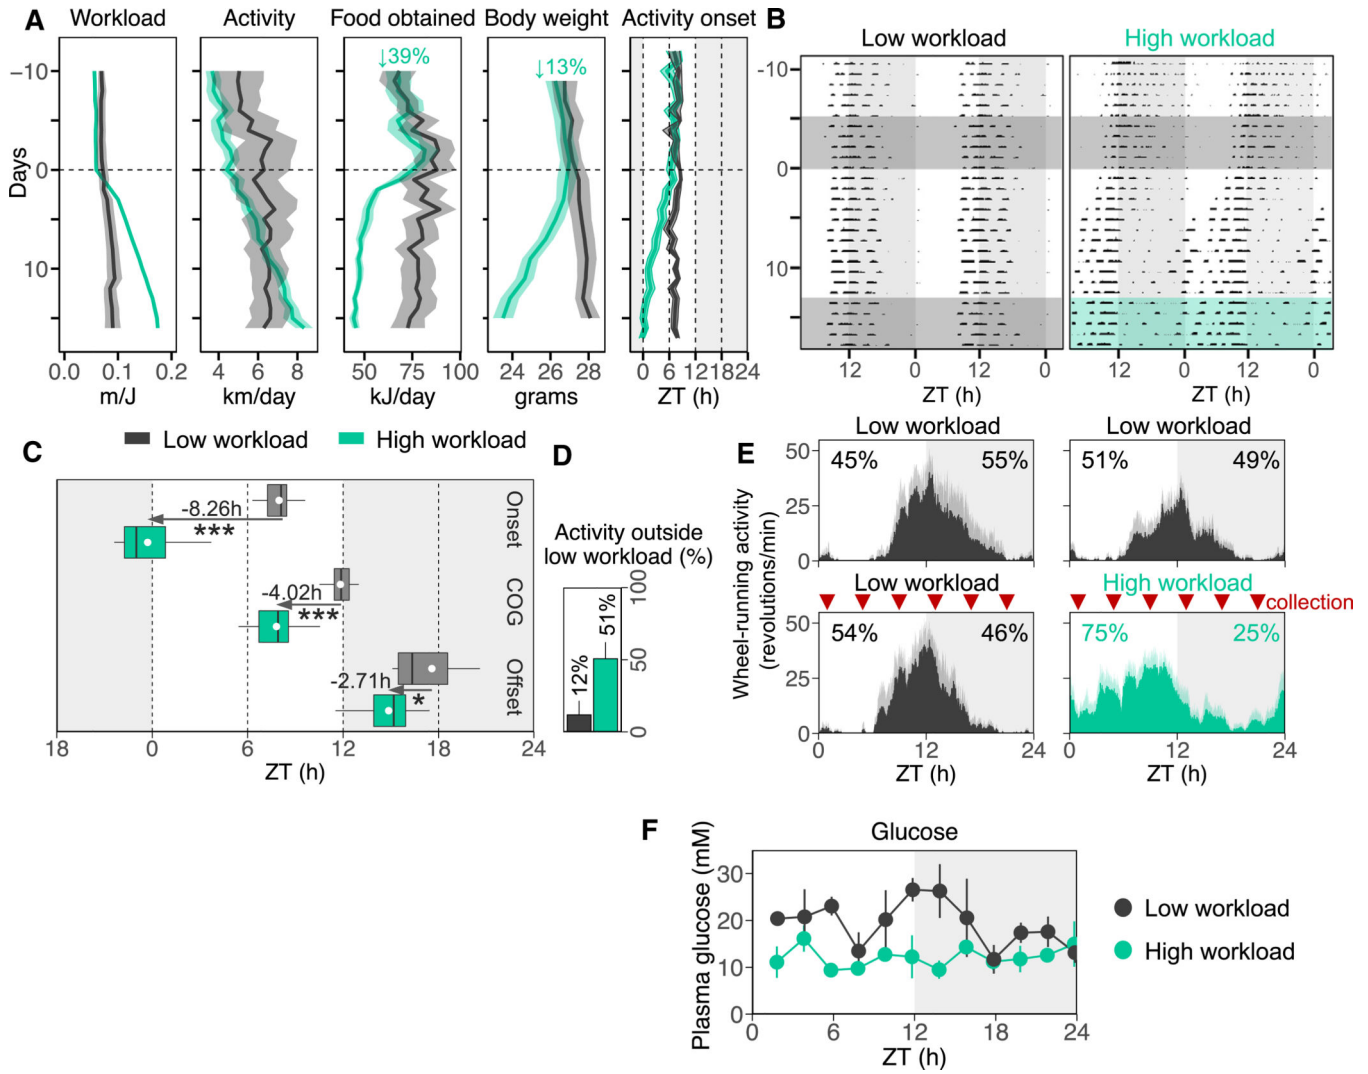 A
Workload
Activity
Food obtained
Body weight
Activity onset
↓39%
↓13%
Days
−10
0
10
0.0 0.1 0.2
m/J
4 6 8
km/day
50 75 100
kJ/day
24 26 28
grams
0 6 12 18 24
ZT (h)
B
Low workload
High workload
-10
0
10
12 0 12 0
ZT (h)
12 0 12 0
ZT (h)
Low workload
High workload
C
Onset
-8.26h
***
COG
-4.02h
***
Offset
-2.71h
*
18 0 6 12 18 24
ZT (h)
D
Activity outside
low workload (%)
12%
51%
0 50 100
E
Wheel-running activity
(revolutions/min)
Low workload
45% 55%
50
25
0
Low workload
51% 49%
Low workload
54% 46%
50
25
0
0 12 24
ZT (h)
High workload
collection
75% 25%
0 12 24
ZT (h)
F
Glucose
Plasma glucose (mM)
30
20
10
0
0 6 12 18 24
ZT (h)
Low workload
High workload